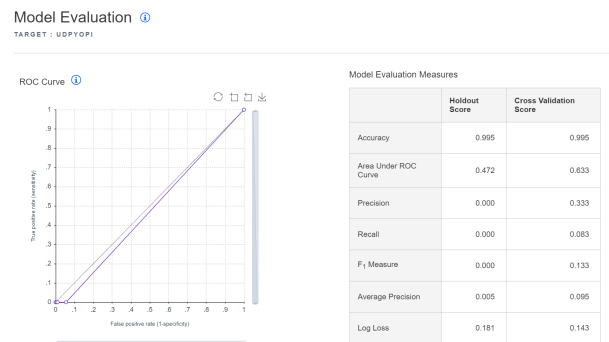 Model Evaluation
TARGET : UDPYOPI
ROC Curve
Model Evaluation Measures
Holdout Score
Cross Validation Score
Accuracy 0.995 0.995
Area Under ROC Curve 0.472 0.633
Precision 0.000 0.333
Recall 0.000 0.083
F1 Measure 0.000 0.133
Average Precision 0.005 0.095
Log Loss 0.181 0.143
True positive rate (sensitivity)
1
.9
.8
.7
.6
.5
.4
.3
.2
.1
0
0 .1 .2 .3 .4 .5 .6 .7 .8 .9 1
False positive rate (1-specificity)